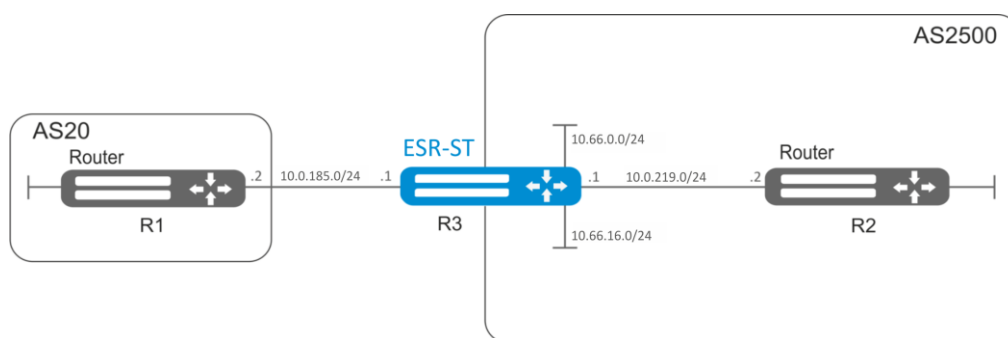 AS2500
AS20
Router
ESR-ST
10.66.0.0/24
Router
.2
10.0.185.0/24
.1
.1
10.0.219.0/24
.2
R1
R3
10.66.16.0/24
R2